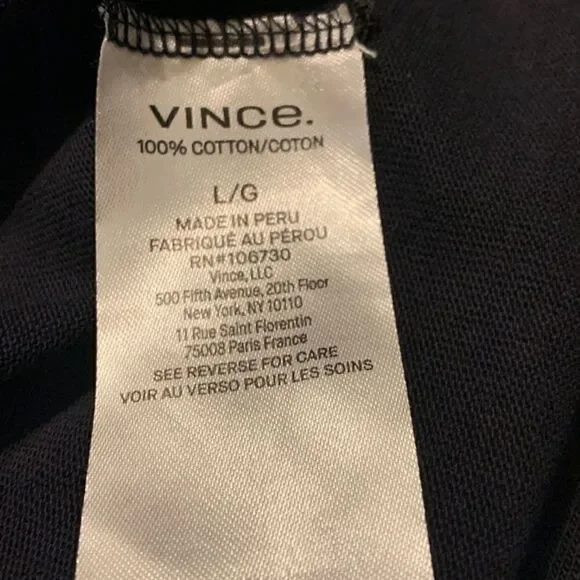 VINCe.
100% COTTON/COTON
L/G
MADE IN PERU
FABRIQUÉ AU PÉROU
RN#106730
Vince, LLC
500 Fifth Avenue, 20th Floor
New York, NY 10110
11 Rue Saint Florentin
75008 Paris France
SEE REVERSE FOR CARE
VOIR AU VERSO POUR LES SOINS